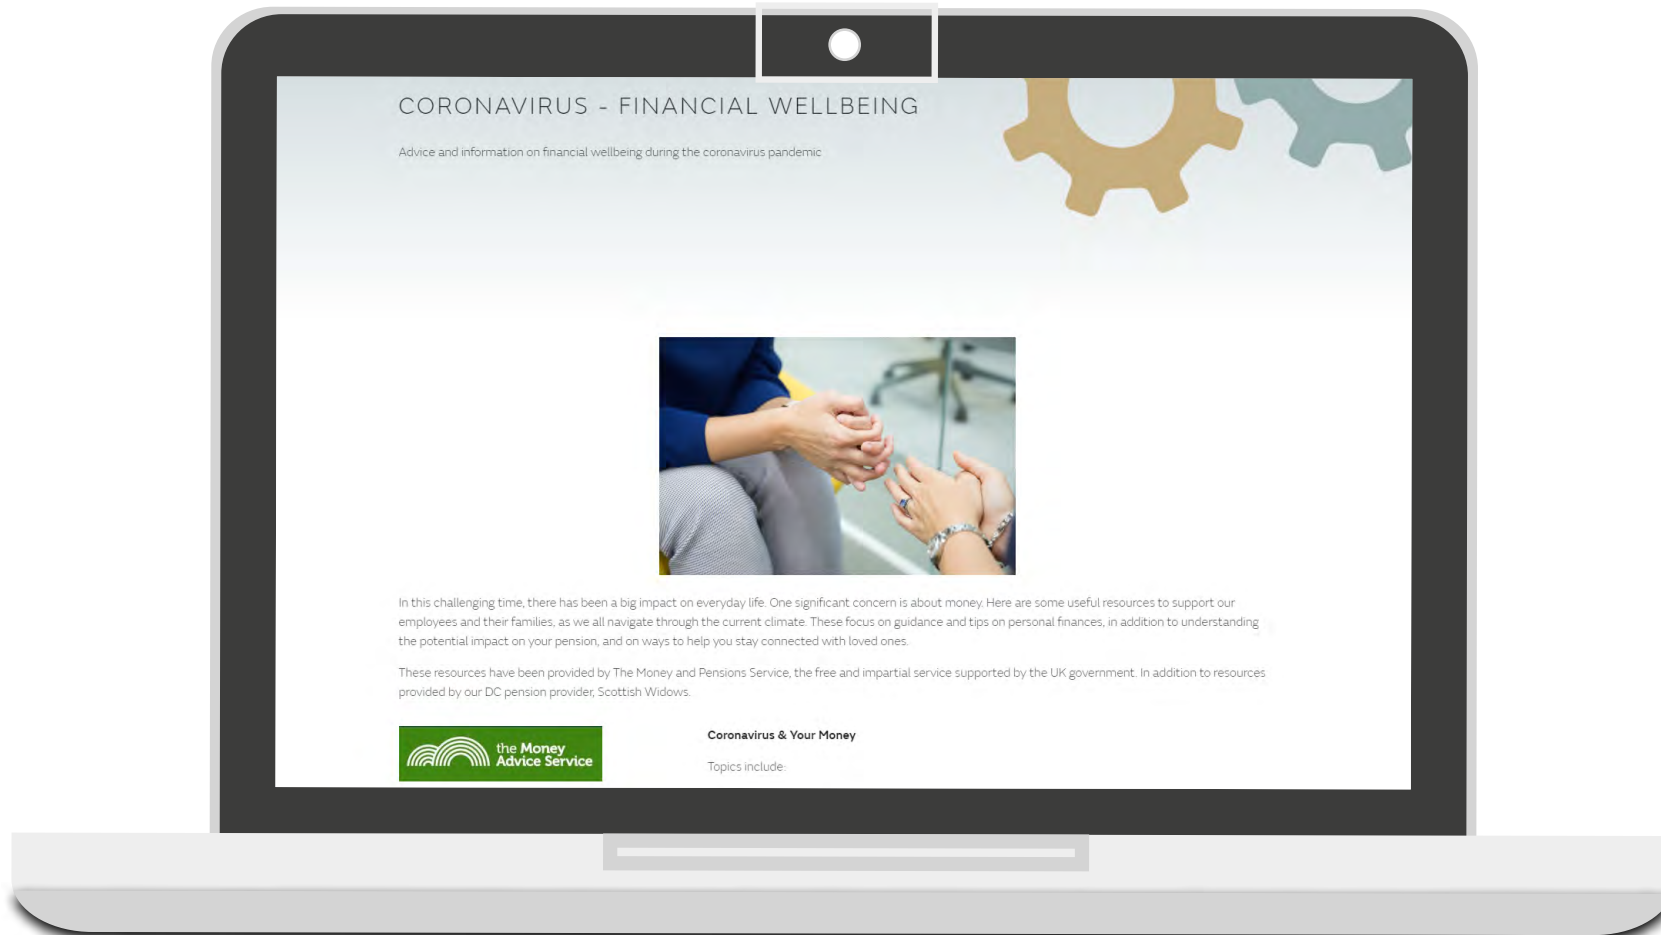 CORONAVIRUS - FINANCIAL WELLBEING
Advice and information on financial wellbeing during the coronavirus pandemic
In this challenging time, there has been a big impact on everyday life. One significant concern is about money. Here are some useful resources to support our
employees and their families, as we all navigate through the current climate. These focus on guidance and tips on personal finances, in addition to understanding
the potential impact on your pension, and on ways to help you stay connected with loved ones.
These resources have been provided by The Money and Pensions Service, the free and impartial service supported by the UK government. In addition to resources
provided by our DC pension provider, Scottish Widows.
the Money
Advice Service
Coronavirus & Your Money
Topics include: